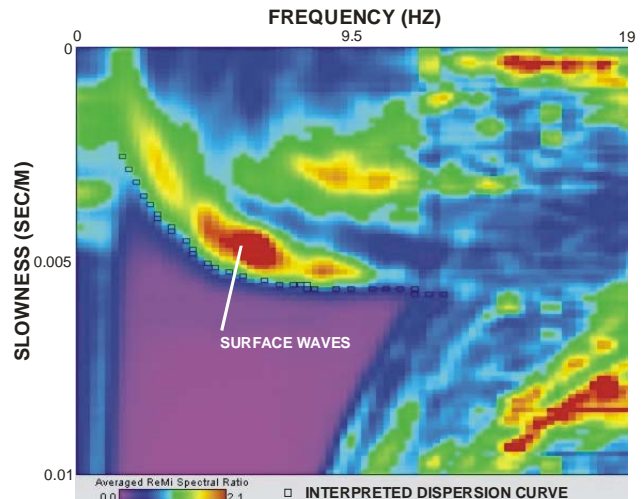 FREQUENCY (HZ)
0 9.5 19
0
SLOWNESS (SEC/M)
0.005
SURFACE WAVES
0.01
Averaged ReMi Spectral Ratio
0.0 2.1
INTERPRETED DISPERSION CURVE